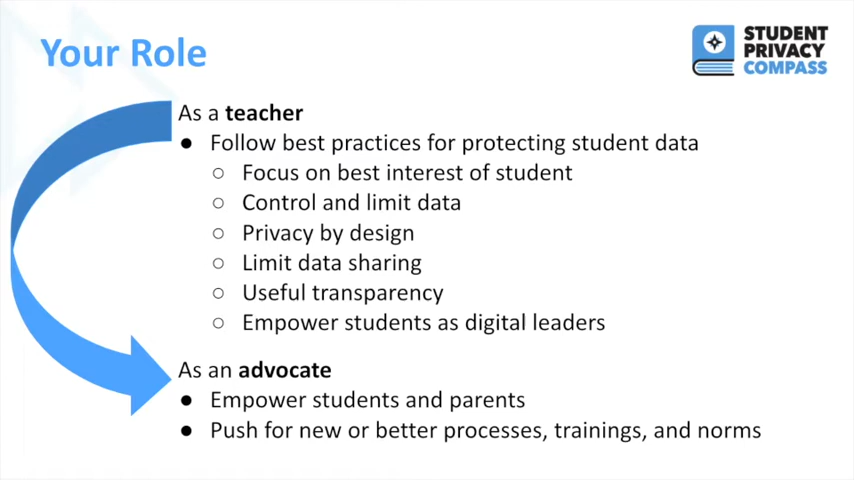 Your Role
STUDENT
PRIVACY
COMPASS
As a teacher
● Follow best practices for protecting student data
○ Focus on best interest of student
○ Control and limit data
○ Privacy by design
○ Limit data sharing
○ Useful transparency
○ Empower students as digital leaders
As an advocate
● Empower students and parents
● Push for new or better processes, trainings, and norms